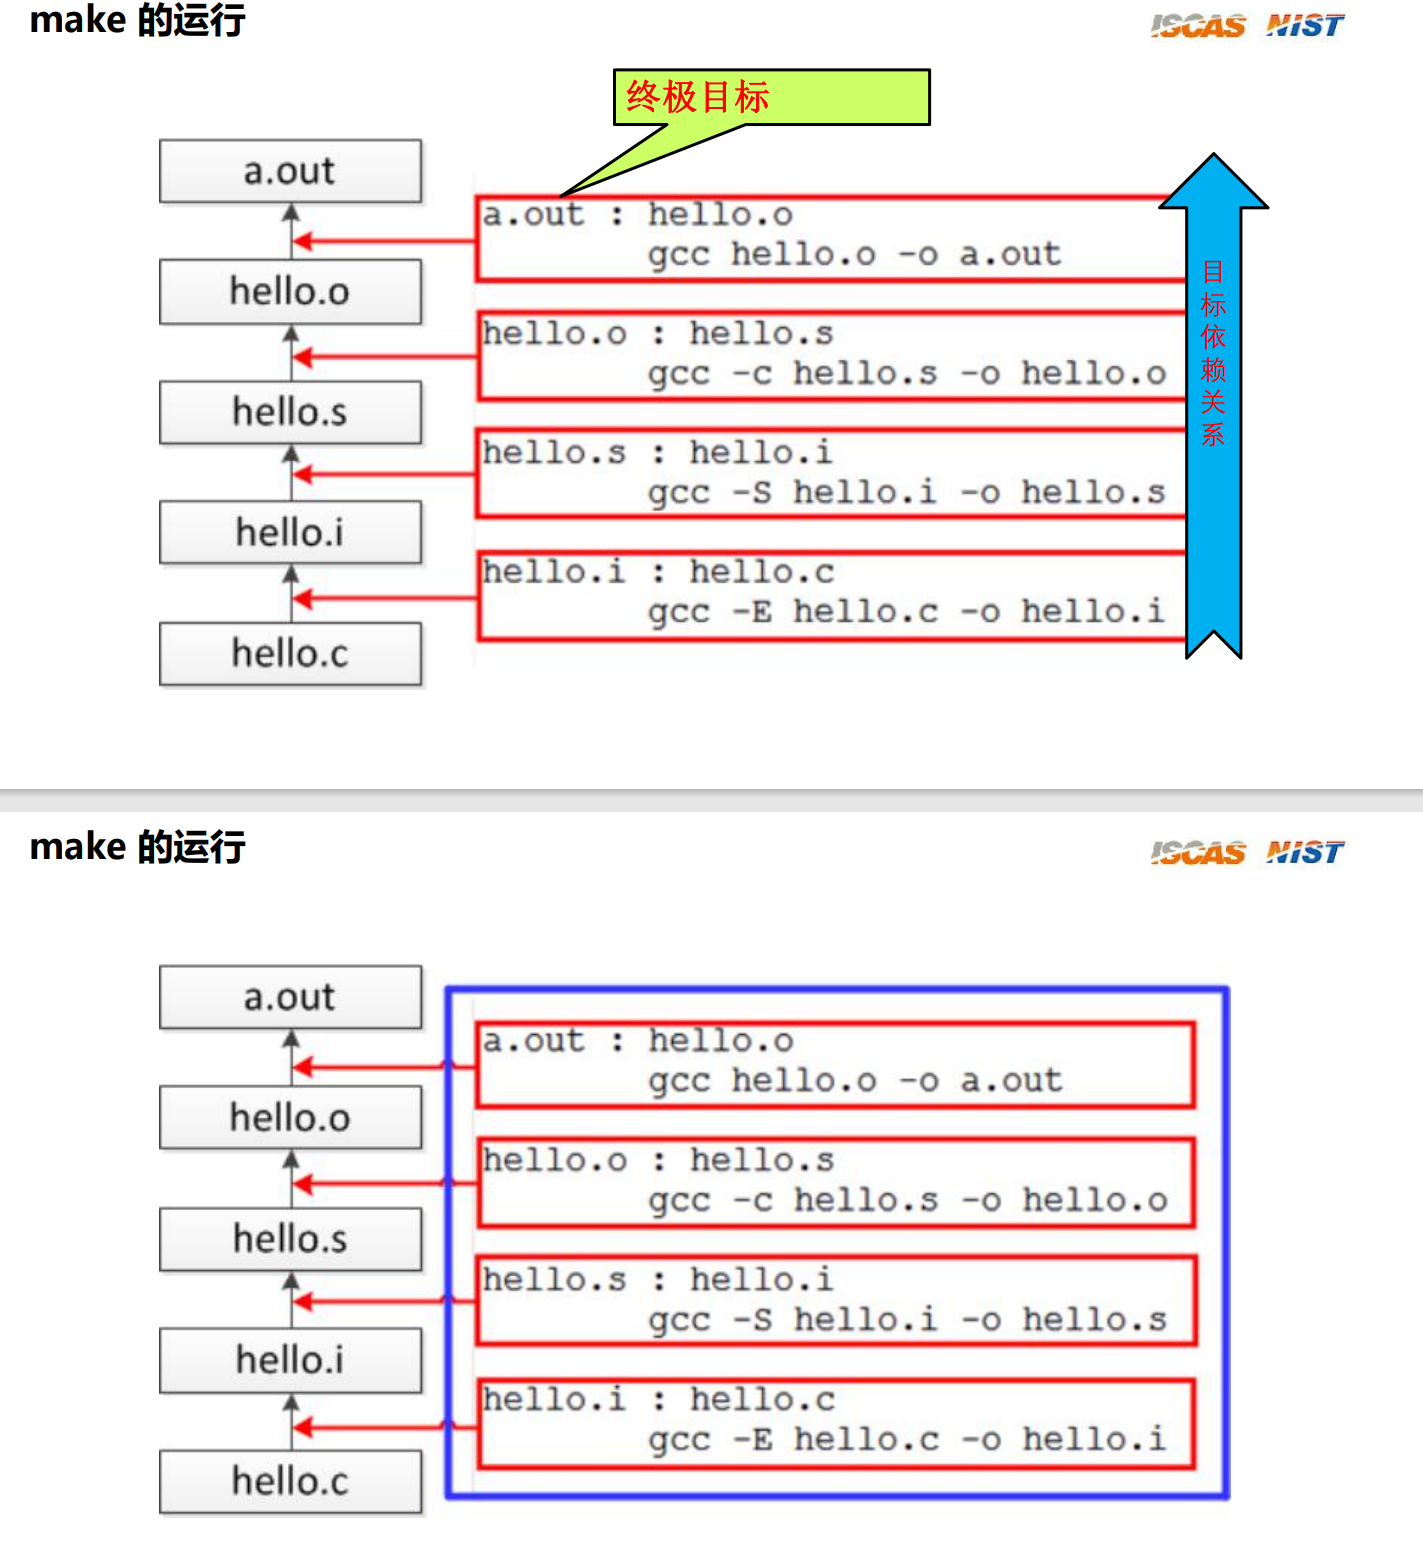 make 的运行
ISCAS NIST
终极目标
a.out
hello.o
hello.s
hello.i
hello.c
a.out : hello.o
gcc hello.o -o a.out
hello.o : hello.s
gcc -c hello.s -o hello.o
hello.s : hello.i
gcc -S hello.i -o hello.s
hello.i : hello.c
gcc -E hello.c -o hello.i
目
标
依
赖
关
系
make 的运行
ISCAS NIST
a.out
hello.o
hello.s
hello.i
hello.c
a.out : hello.o
gcc hello.o -o a.out
hello.o : hello.s
gcc -c hello.s -o hello.o
hello.s : hello.i
gcc -S hello.i -o hello.s
hello.i : hello.c
gcc -E hello.c -o hello.i